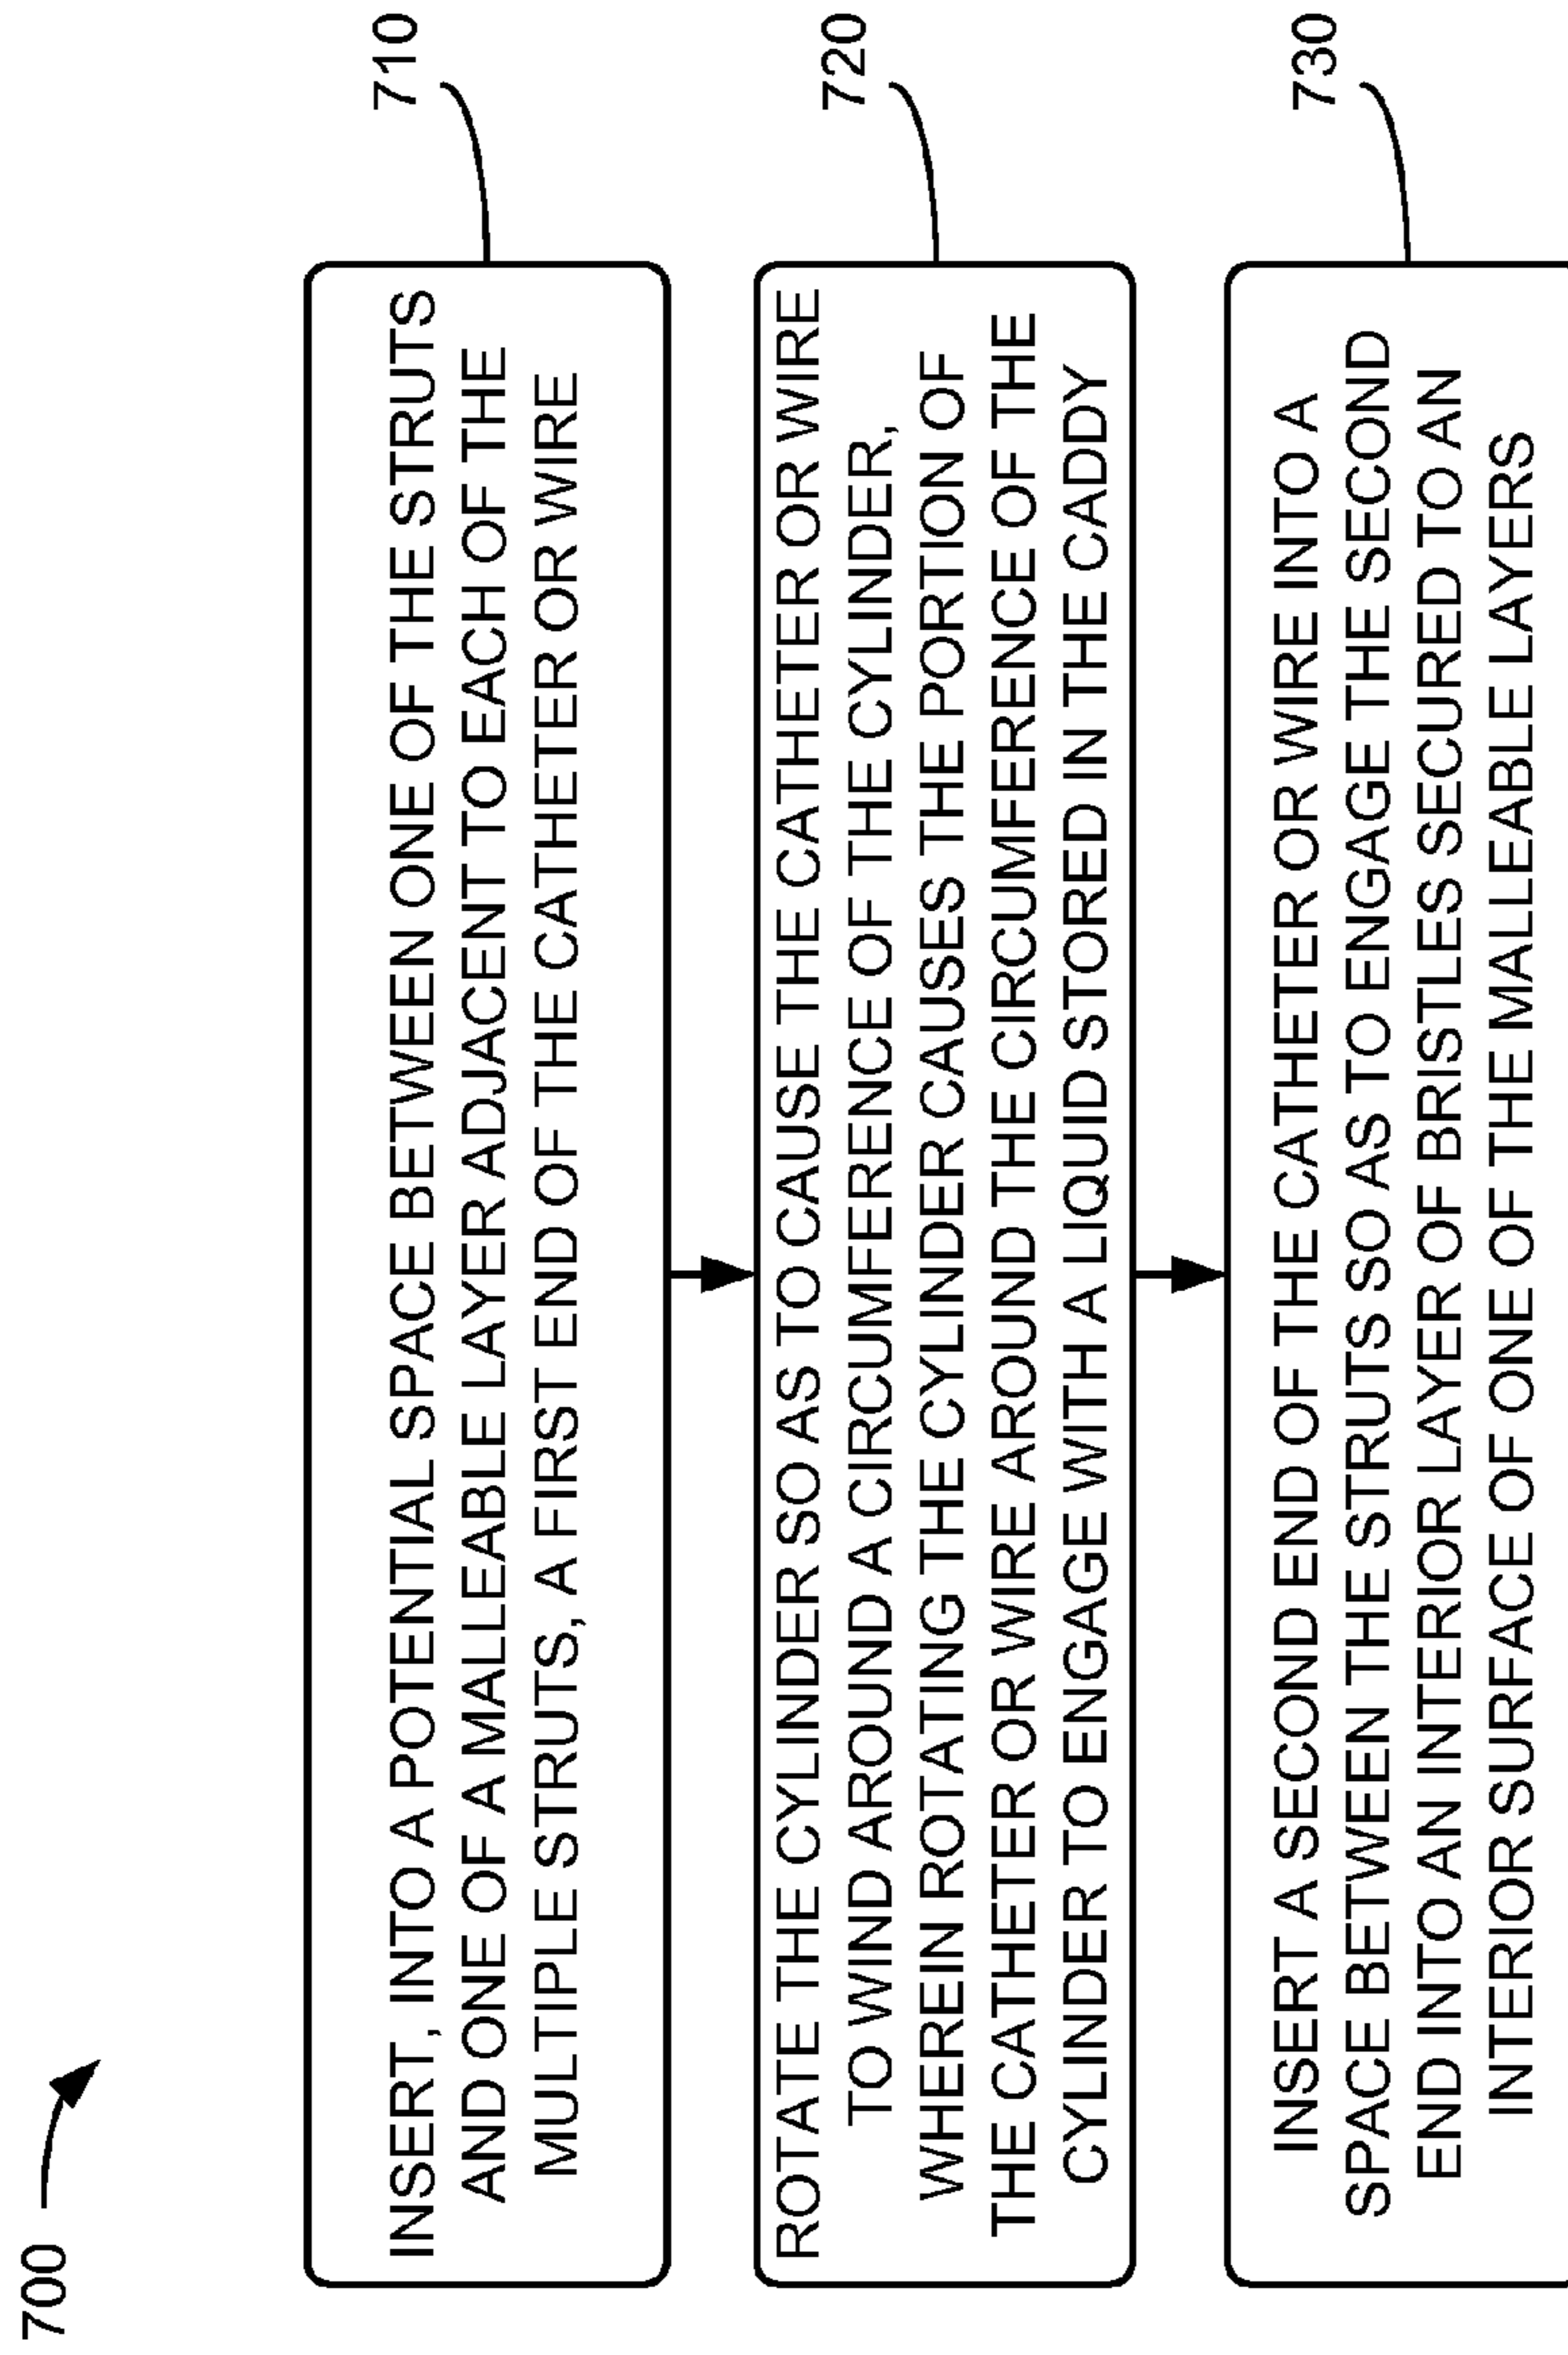 700
INSERT, INTO A POTENTIAL SPACE BETWEEN ONE OF THE STRUTS
AND ONE OF A MALLEABLE LAYER ADJACENT TO EACH OF THE
MULTIPLE STRUTS, A FIRST END OF THE CATHETER OR WIRE
710
ROTATE THE CYLINDER SO AS TO CAUSE THE CATHETER OR WIRE
TO WIND AROUND A CIRCUMFERENCE OF THE CYLINDER,
WHEREIN ROTATING THE CYLINDER CAUSES THE PORTION OF
THE CATHETER OR WIRE AROUND THE CIRCUMFERENCE OF THE
CYLINDER TO ENGAGE WITH A LIQUID STORED IN THE CADDY
720
INSERT A SECOND END OF THE CATHETER OR WIRE INTO A
SPACE BETWEEN THE STRUTS SO AS TO ENGAGE THE SECOND
END INTO AN INTERIOR LAYER OF BRISTLES SECURED TO AN
INTERIOR SURFACE OF ONE OF THE MALLEABLE LAYERS
730